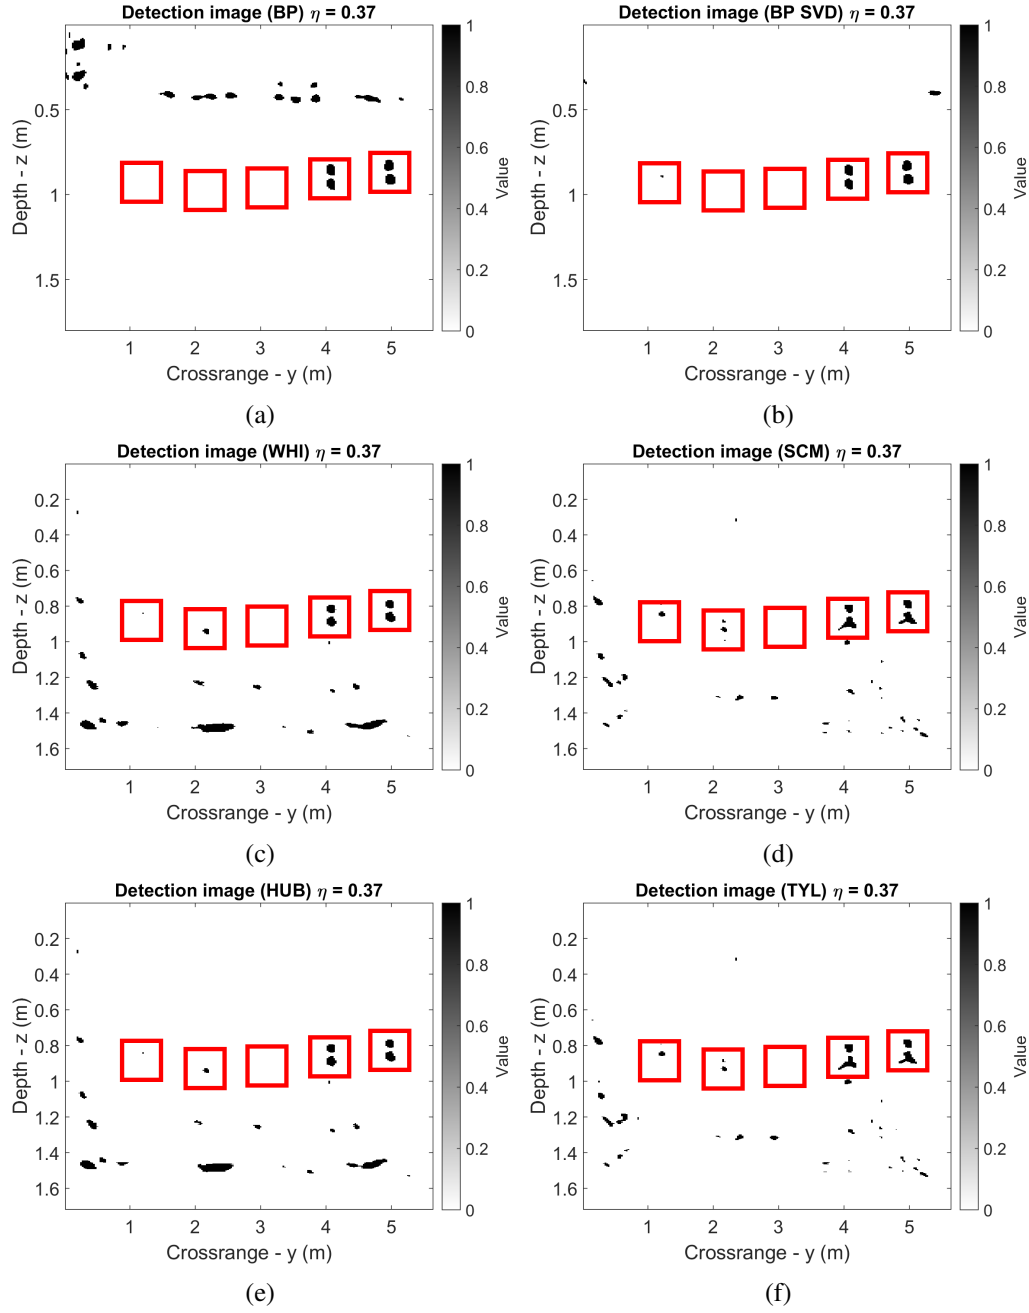 Detection image (BP) η = 0.37
Depth - z (m)
0.5
1
1.5
1 2 3 4 5
Crossrange - y (m)
1
0.8
0.6
0.4
0.2
0
Value
(a)
Detection image (BP SVD) η = 0.37
Depth - z (m)
0.5
1
1.5
1 2 3 4 5
Crossrange - y (m)
1
0.8
0.6
0.4
0.2
0
Value
(b)
Detection image (WHI) η = 0.37
Depth - z (m)
0.2
0.4
0.6
0.8
1
1.2
1.4
1.6
1 2 3 4 5
Crossrange - y (m)
1
0.8
0.6
0.4
0.2
0
Value
(c)
Detection image (SCM) η = 0.37
Depth - z (m)
0.2
0.4
0.6
0.8
1
1.2
1.4
1.6
1 2 3 4 5
Crossrange - y (m)
1
0.8
0.6
0.4
0.2
0
Value
(d)
Detection image (HUB) η = 0.37
Depth - z (m)
0.2
0.4
0.6
0.8
1
1.2
1.4
1.6
1 2 3 4 5
Crossrange - y (m)
1
0.8
0.6
0.4
0.2
0
Value
(e)
Detection image (TYL) η = 0.37
Depth - z (m)
0.2
0.4
0.6
0.8
1
1.2
1.4
1.6
1 2 3 4 5
Crossrange - y (m)
1
0.8
0.6
0.4
0.2
0
Value
(f)